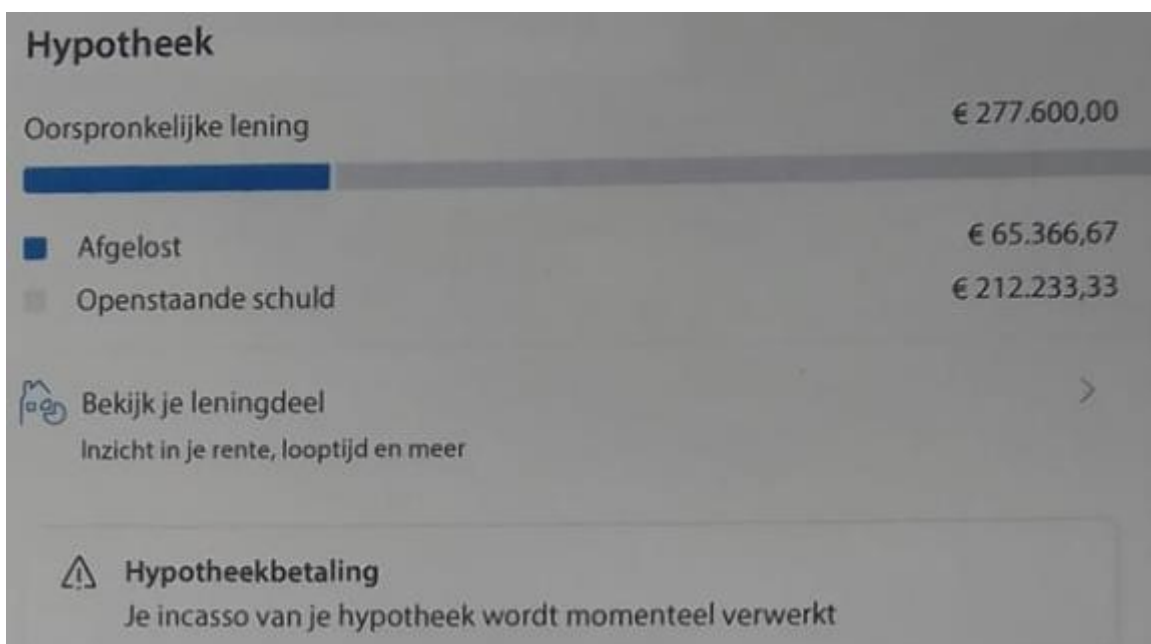 Hypotheek
Oorspronkelijke lening € 277.600,00
Afgelost € 65.366,67
Openstaande schuld € 212.233,33
Bekijk je leningdeel
Inzicht in je rente, looptijd en meer
Hypotheekbetaling
Je incasso van je hypotheek wordt momenteel verwerkt